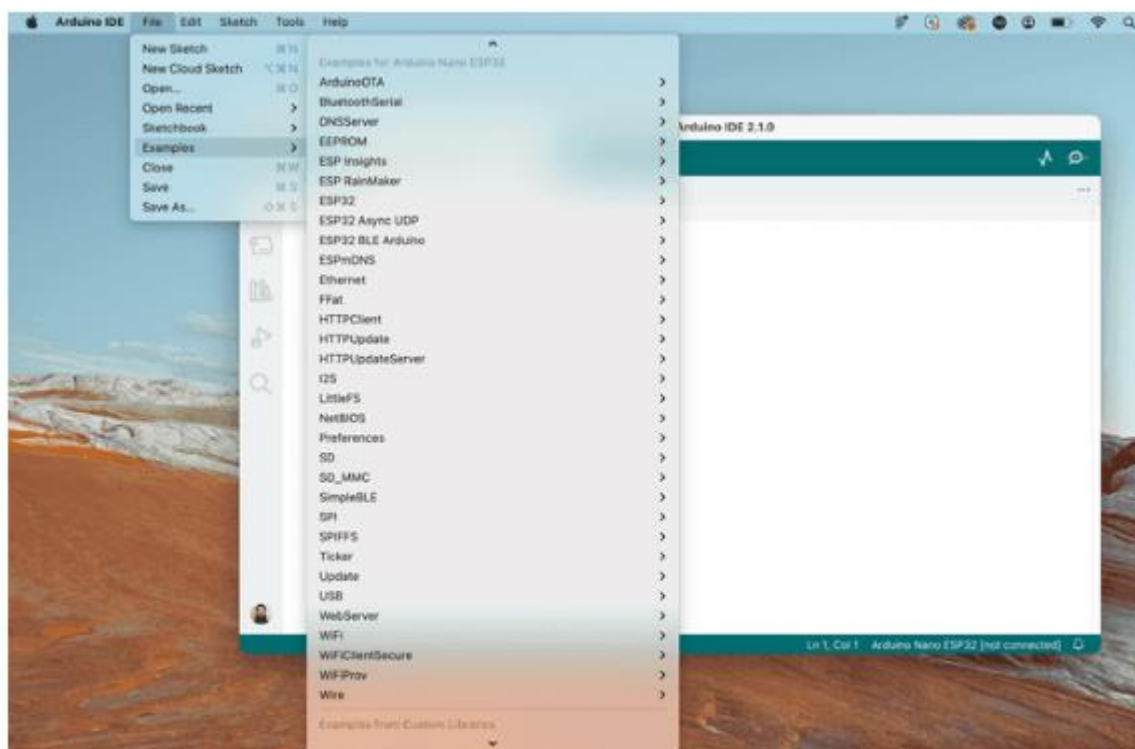 Arduino IDE File Edit Sketch Tools Help
New Sketch ⌘ N
New Cloud Sketch ⌥ ⌘ N
Open... ⌘ O
Open Recent
Sketchbook
Examples
Close ⌘ W
Save ⌘ S
Save As... ⇧ ⌘ S
Examples for Arduino Nano ESP32
ArduinoOTA
BluetoothSerial
DNSServer
EEPROM
ESP Insights
ESP RainMaker
ESP32
ESP32 Async UDP
ESP32 BLE Arduino
ESPmDNS
Ethernet
FFat
HTTPClient
HTTPUpdate
HTTPUpdateServer
I2S
LittleFS
NetBIOS
Preferences
SD
SD_MMC
SimpleBLE
SPI
SPIFFS
Ticker
Update
USB
WebServer
WiFi
WiFiClientSecure
WiFiProv
Wire
Examples from Custom Libraries
Arduino IDE 2.1.0
Ln 1, Col 1 Arduino Nano ESP32 [not connected]